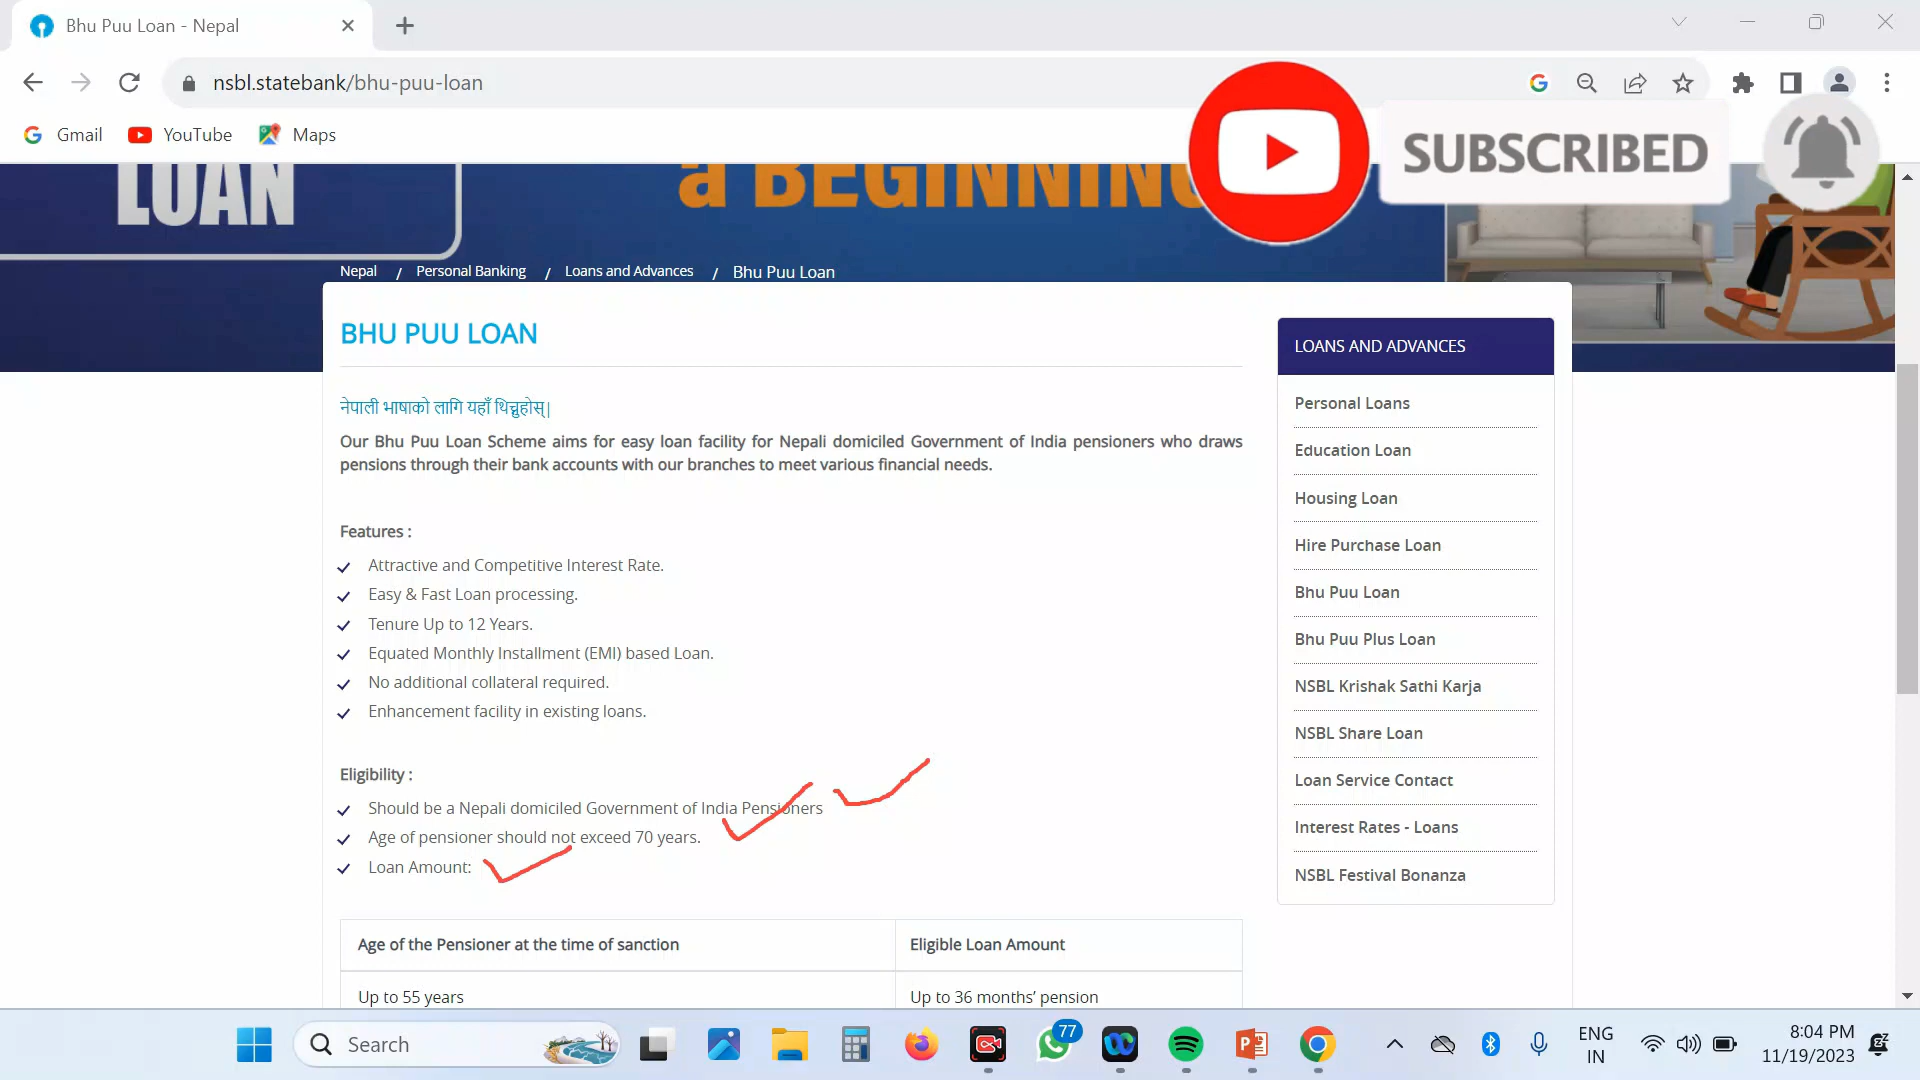 Bhu Puu Loan - Nepal
nsbl.statebank/bhu-puu-loan
Gmail YouTube Maps
SUBSCRIBED
LOAN
a BEGINNING
Nepal / Personal Banking / Loans and Advances / Bhu Puu Loan
BHU PUU LOAN
नेपाली भाषाको लागि यहाँ थिच्नुहोस्|
Our Bhu Puu Loan Scheme aims for easy loan facility for Nepali domiciled Government of India pensioners who draws
pensions through their bank accounts with our branches to meet various financial needs.
Features :
Attractive and Competitive Interest Rate.
Easy & Fast Loan processing.
Tenure Up to 12 Years.
Equated Monthly Installment (EMI) based Loan.
No additional collateral required.
Enhancement facility in existing loans.
Eligibility :
Should be a Nepali domiciled Government of India Pensioners
Age of pensioner should not exceed 70 years.
Loan Amount:
Age of the Pensioner at the time of sanction Eligible Loan Amount
Up to 55 years Up to 36 months’ pension
LOANS AND ADVANCES
Personal Loans
Education Loan
Housing Loan
Hire Purchase Loan
Bhu Puu Loan
Bhu Puu Plus Loan
NSBL Krishak Sathi Karja
NSBL Share Loan
Loan Service Contact
Interest Rates - Loans
NSBL Festival Bonanza
Search
77
ENG
IN
8:04 PM
11/19/2023